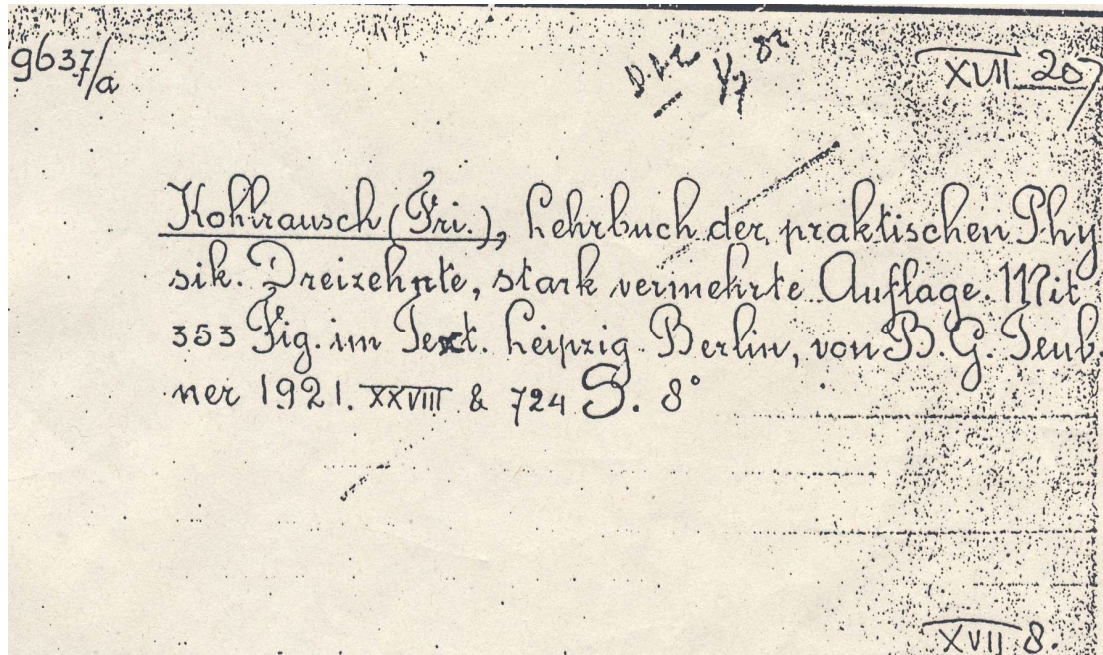 9637/a
XVII 20
Kohlrausch (Fri.), Lehrbuch der praktischen Phy
sik. Dreizehnte, stark vermehrte Auflage. Mit
353 Fig. im Text. Leipzig Berlin, von B. G. Teub.
ner 1921. XXVIII & 724 S. 8°
XVII 8.